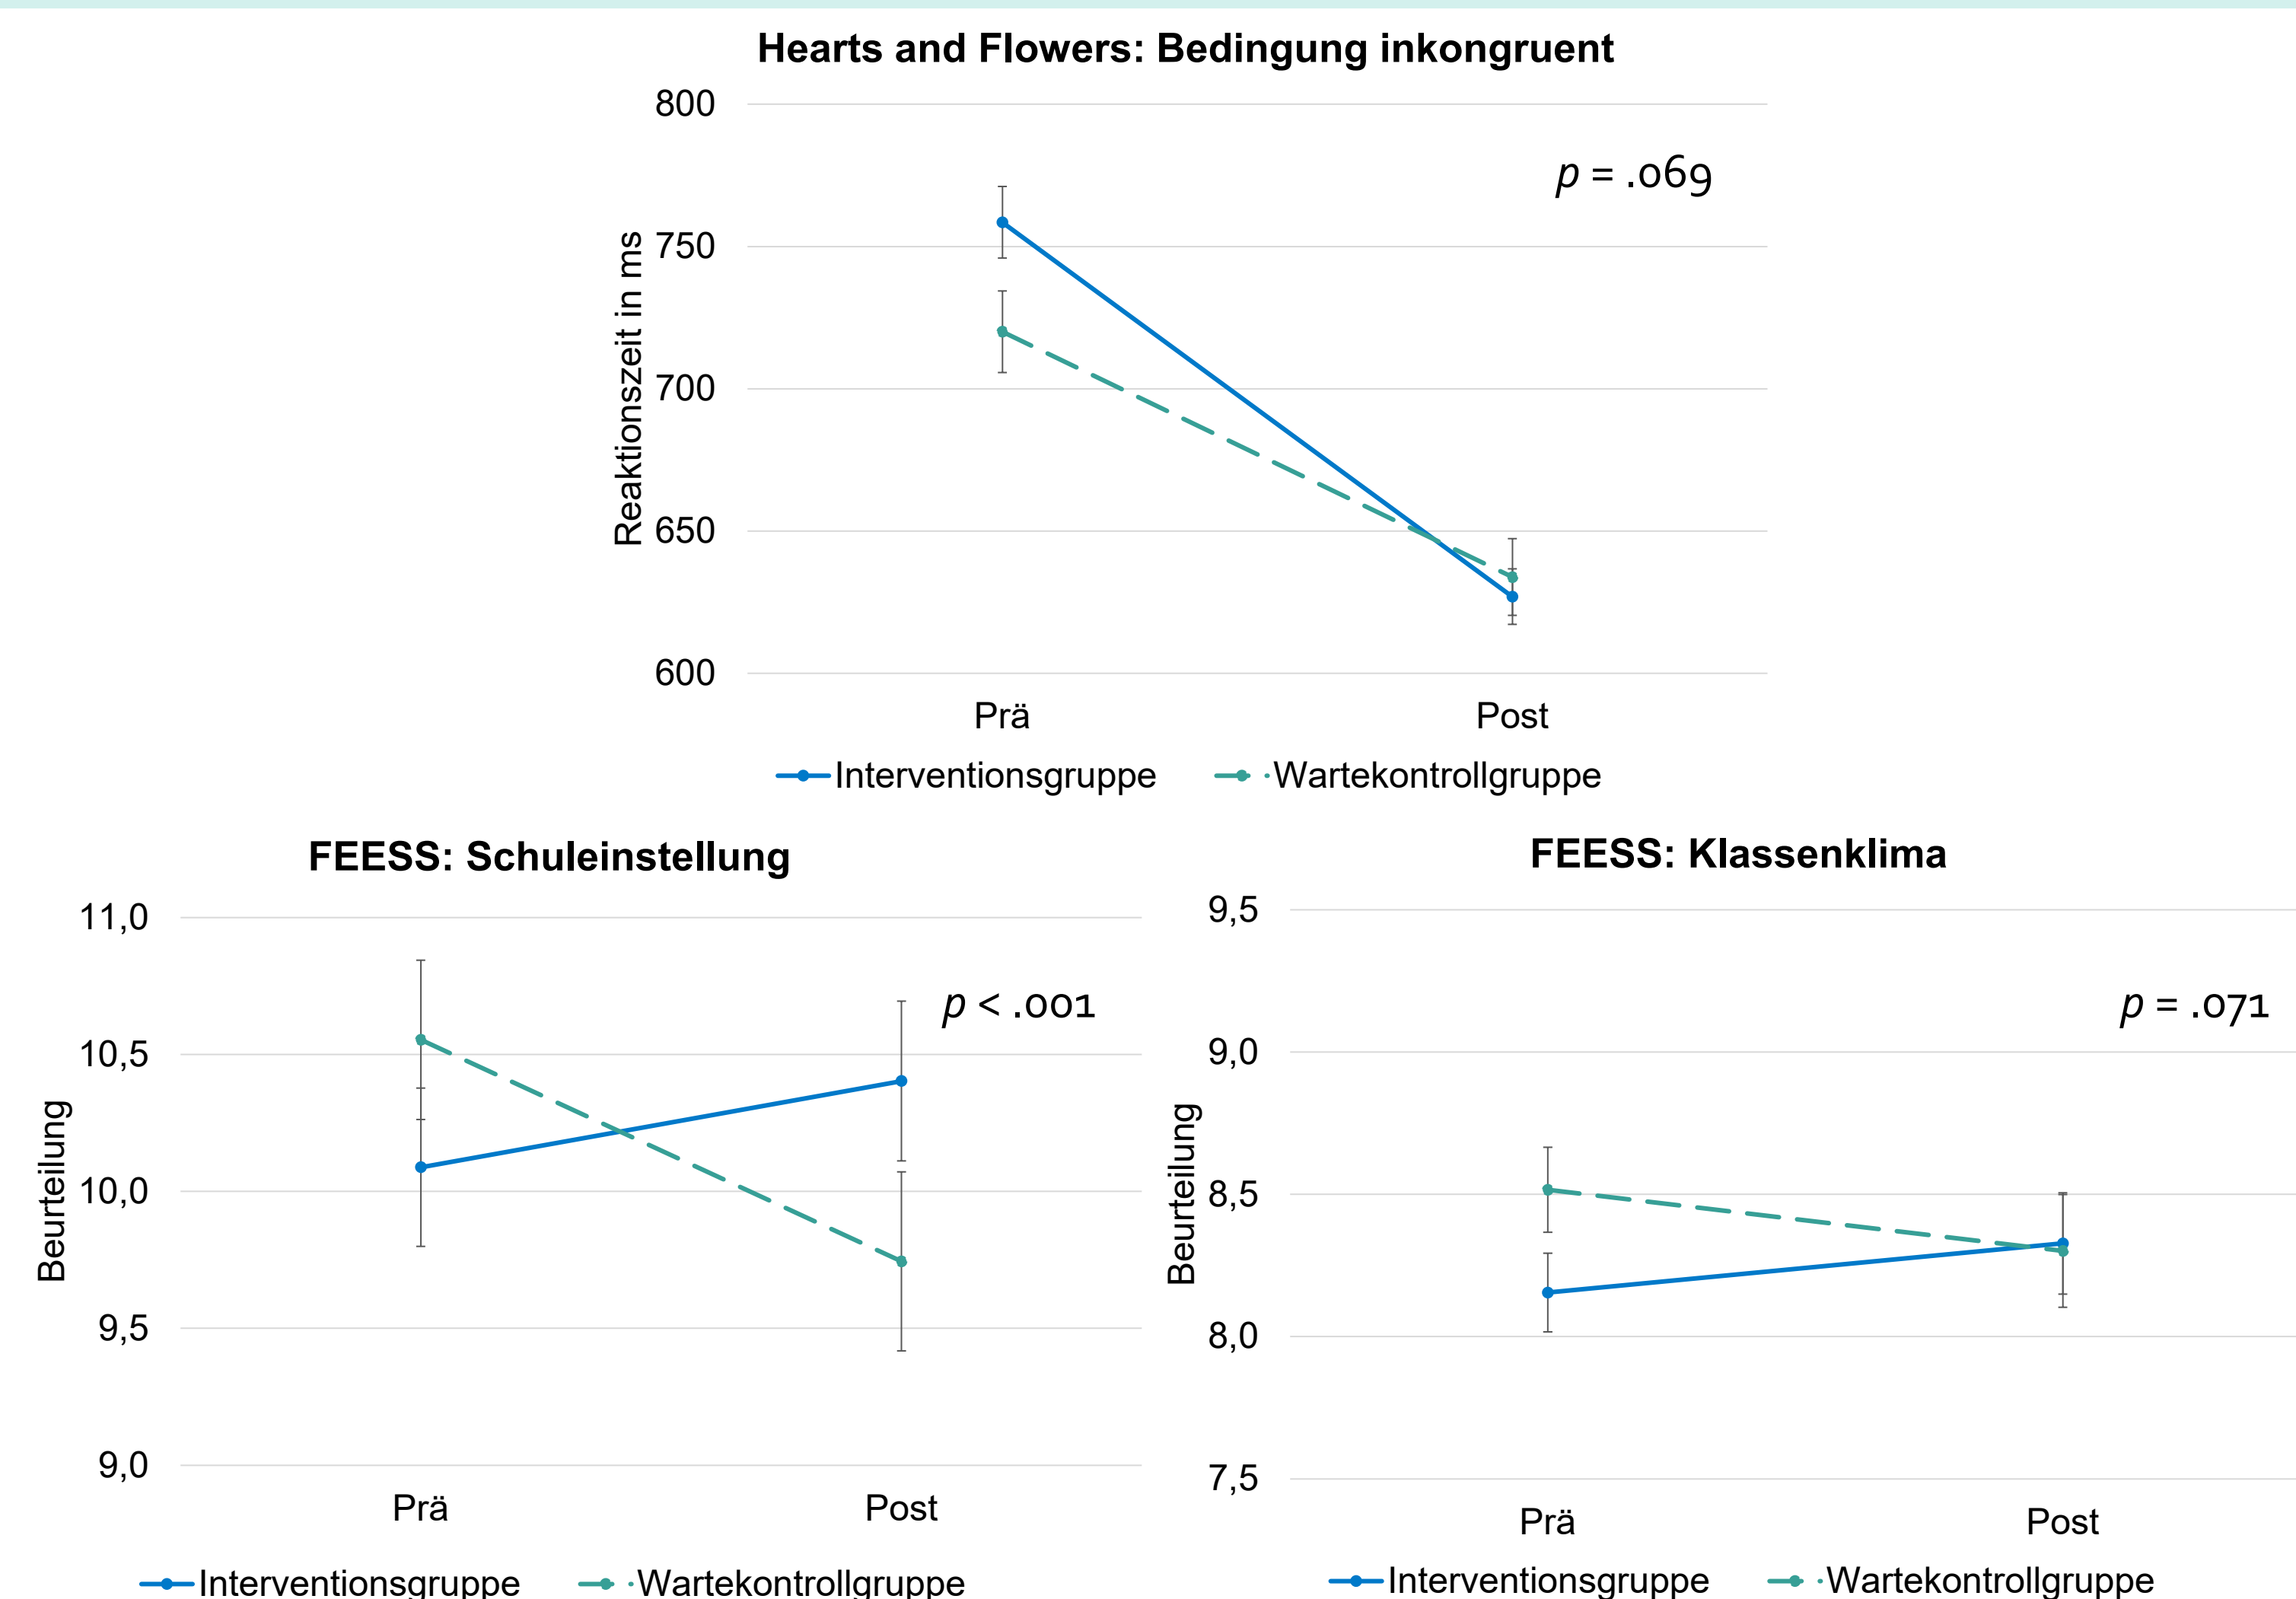 Hearts and Flowers: Bedingung inkongruent
800
750
700
650
600
Reaktionszeit in ms
p = .069
Prä Post
Interventionsgruppe Wartekontrollgruppe
FEESS: Schuleinstellung
11,0
10,5
10,0
9,5
9,0
Beurteilung
p < .001
Prä Post
Interventionsgruppe Wartekontrollgruppe
FEESS: Klassenklima
9,5
9,0
8,5
8,0
7,5
Beurteilung
p = .071
Prä Post
Interventionsgruppe Wartekontrollgruppe